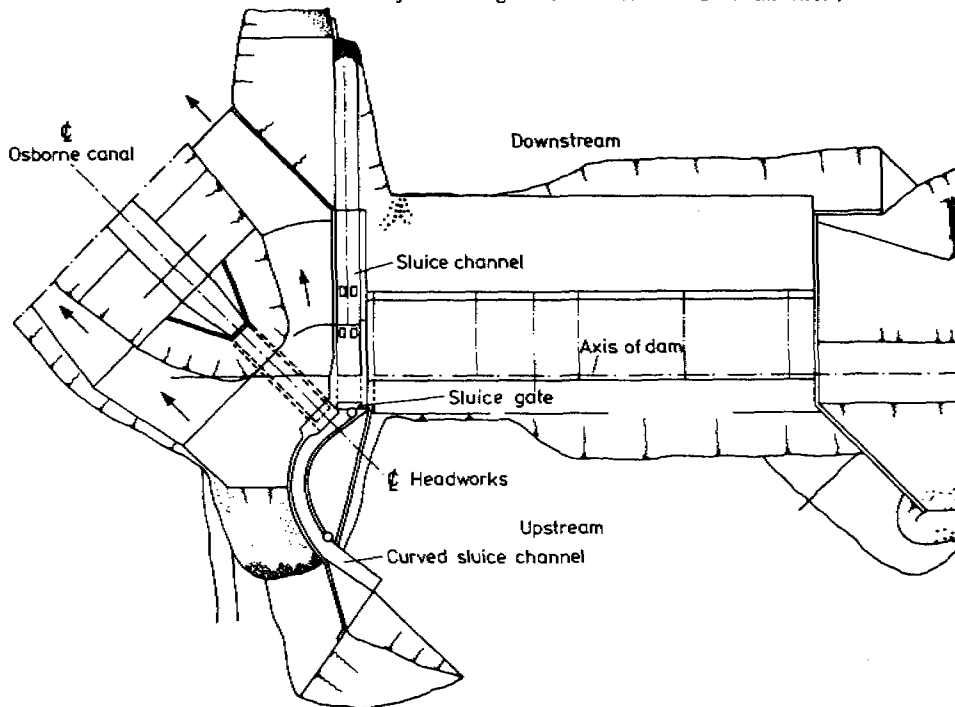 Downstream
℄
Osborne canal
Sluice channel
Axis of dam
Sluice gate
℄ Headworks
Upstream
Curved sluice channel